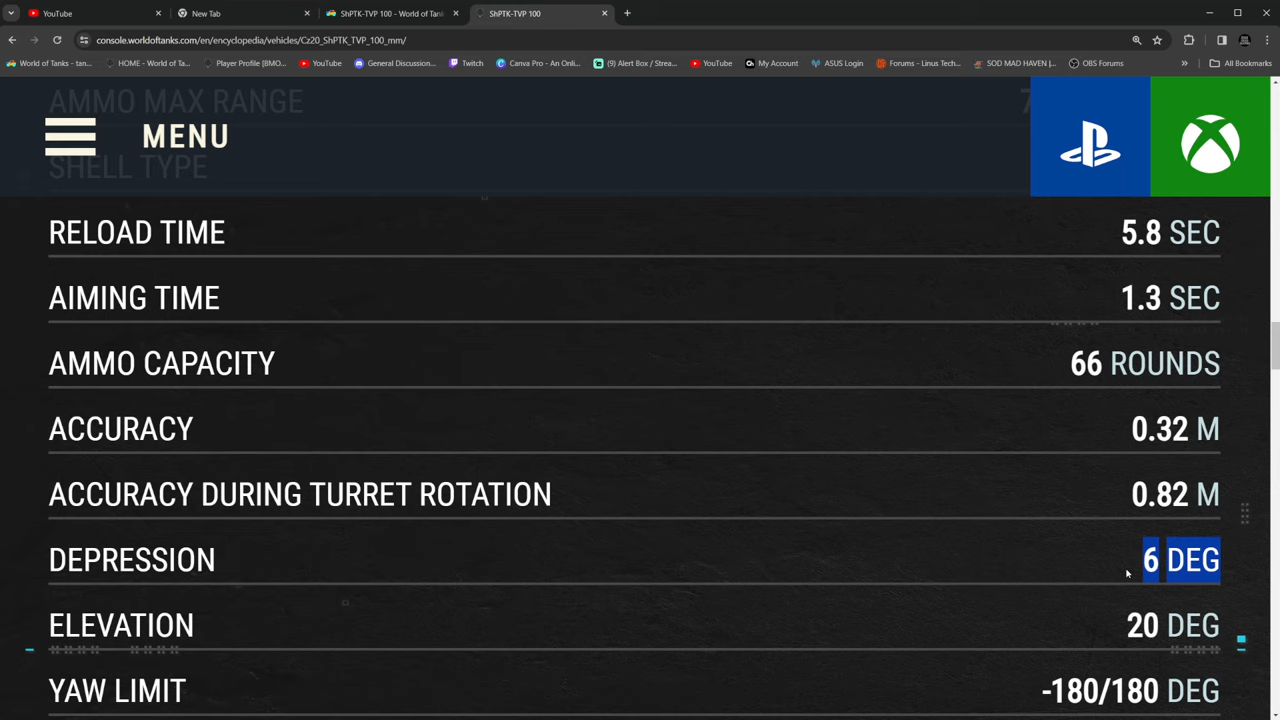 YouTube
New Tab
ShPTK-TVP 100 - World of Tank
ShPTK-TVP 100
console.worldoftanks.com/en/encyclopedia/vehicles/Cz20_ShPTK_TVP_100_mm/
World of Tanks - tan...
HOME - World of Ta...
Player Profile [BMO...
YouTube
General Discussion...
Twitch
Canva Pro - An Onli...
(9) Alert Box / Strea...
YouTube
My Account
ASUS Login
Forums - Linus Tech...
SOD MAD HAVEN |...
OBS Forums
»
All Bookmarks
AMMO MAX RANGE 7
MENU
SHELL TYPE
RELOAD TIME 5.8 SEC
AIMING TIME 1.3 SEC
AMMO CAPACITY 66 ROUNDS
ACCURACY 0.32 M
ACCURACY DURING TURRET ROTATION 0.82 M
DEPRESSION 6 DEG
ELEVATION 20 DEG
YAW LIMIT -180/180 DEG